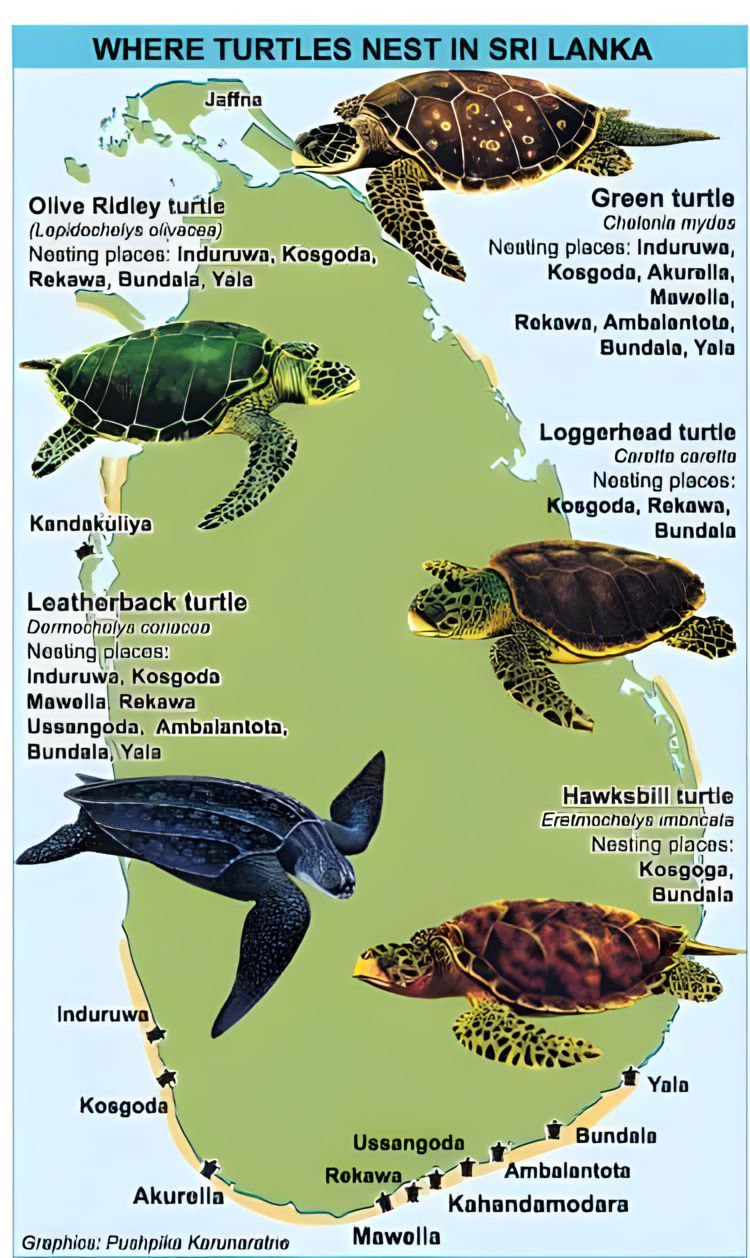 WHERE TURTLES NEST IN SRI LANKA
Jaffna
Olive Ridley turtle
(Lepidochelys olivacea)
Nesting places: Induruwa, Kosgoda,
Rekawa, Bundala, Yala
Green turtle
Chelonia mydas
Nesting places: Induruwa,
Kosgoda, Akurella,
Mawella,
Rekawa, Ambalantota,
Bundala, Yala
Loggerhead turtle
Caretta caretta
Nesting places:
Kosgoda, Rekawa,
Bundala
Kandakuliya
Leatherback turtle
Dermochelys coriacea
Nesting places:
Induruwa, Kosgoda
Mawella, Rekawa
Ussangoda, Ambalantota,
Bundala, Yala
Hawksbill turtle
Eretmochelys imbricata
Nesting places:
Kosgoga,
Bundala
Induruwa
Kosgoda
Akurella
Yala
Bundala
Ussangoda
Ambalantota
Rekawa
Kahandamodara
Mawella
Graphics: Pushpika Karunaratne